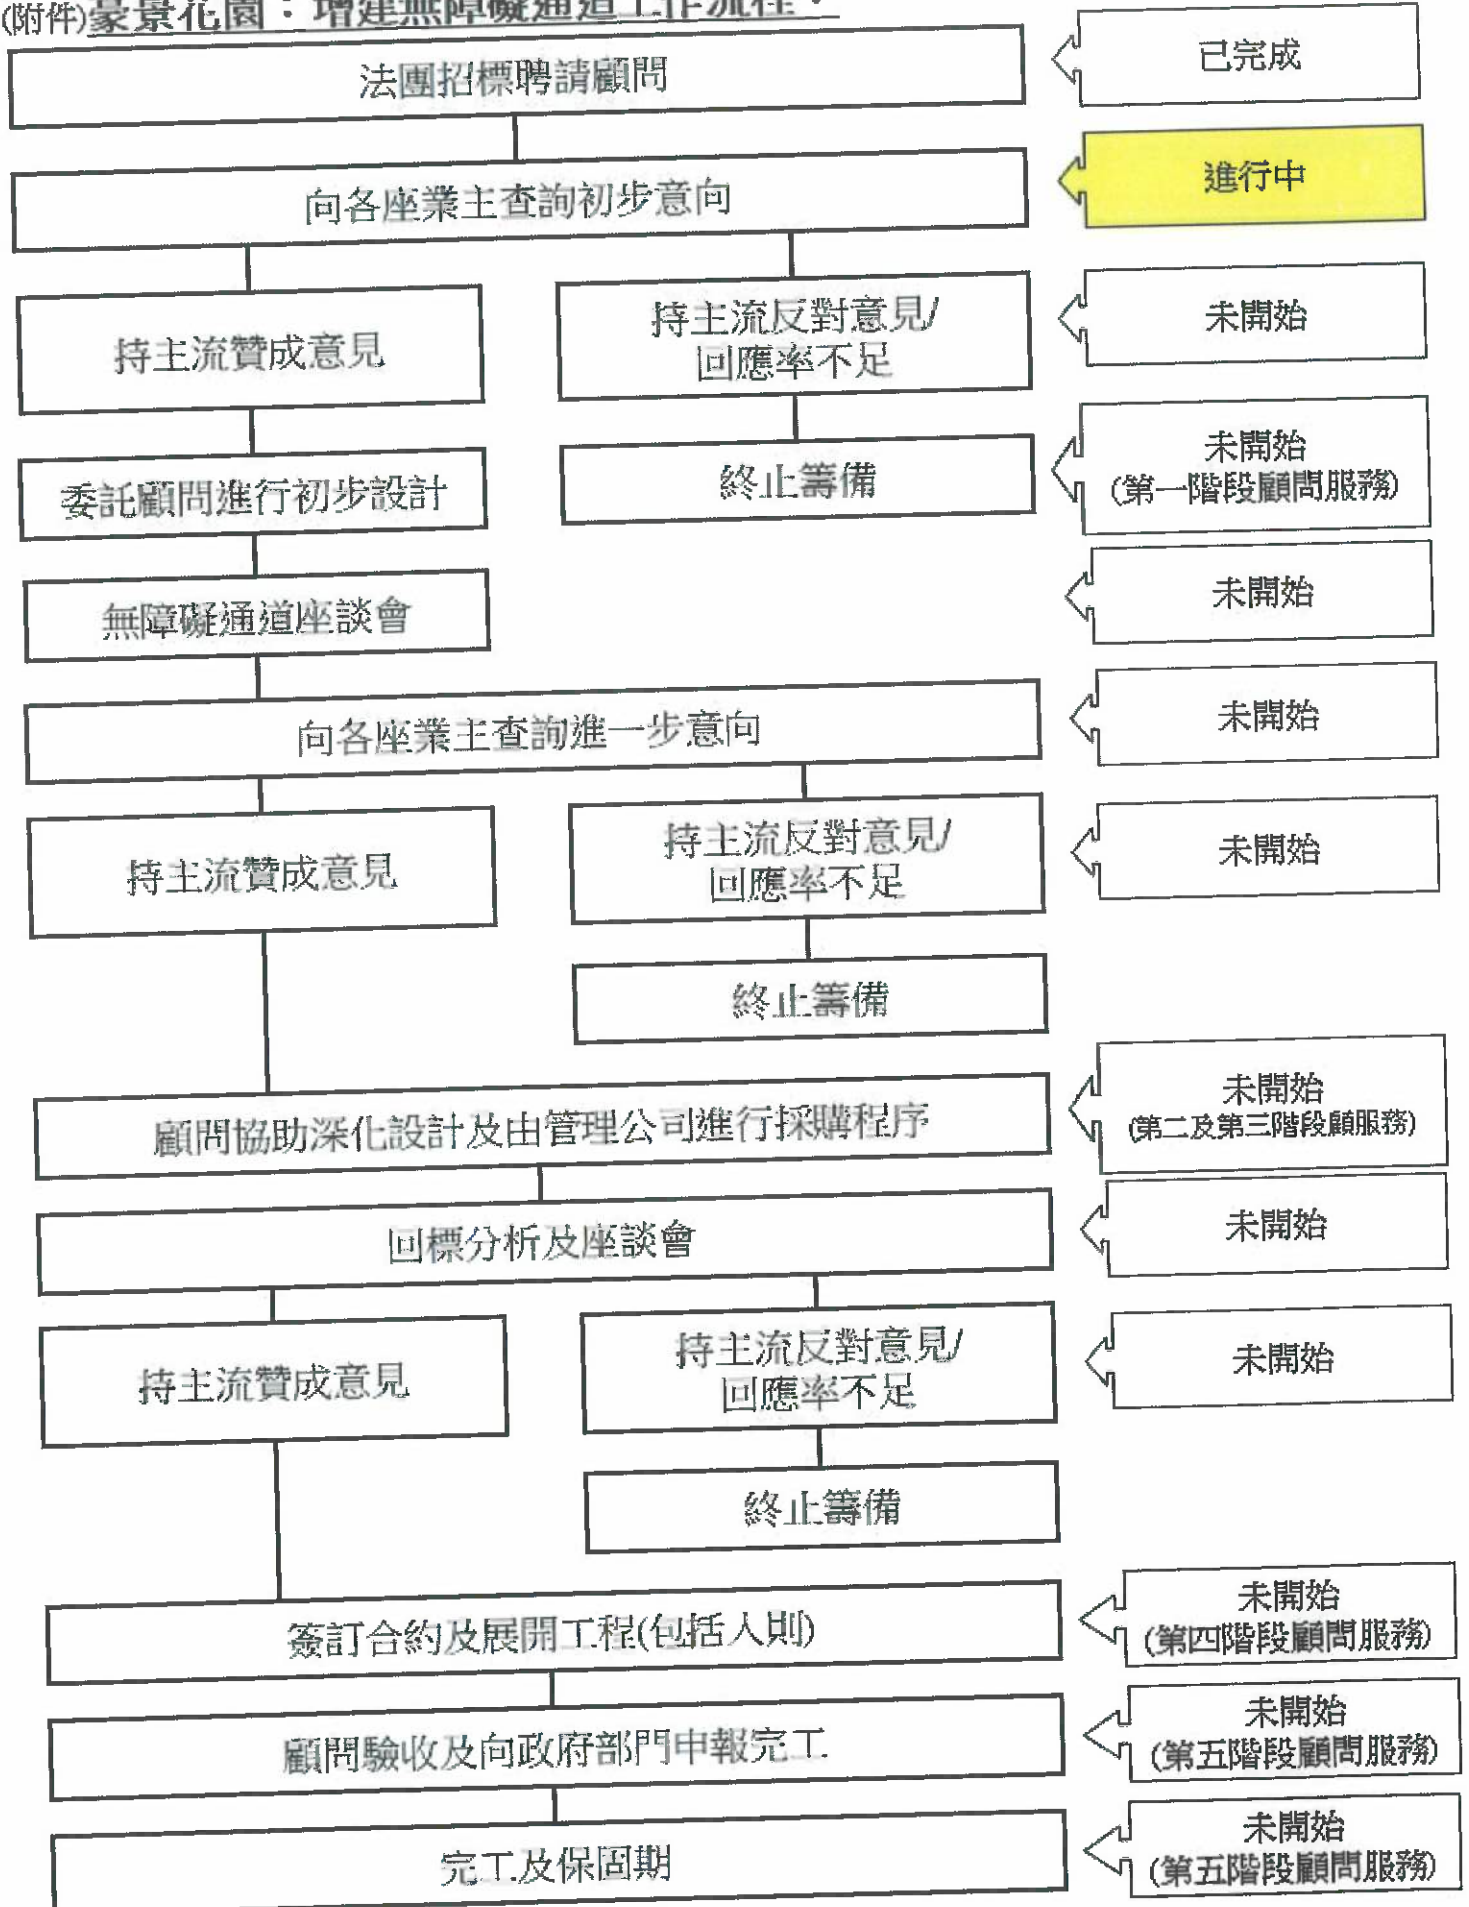 (附件)豪景花園：增建無障礙通道工作流程：
法團招標聘請顧問
已完成
向各座業主查詢初步意向
進行中
持主流贊成意見
持主流反對意見/
回應率不足
未開始
委託顧問進行初步設計
終止籌備
未開始
(第一階段顧問服務)
無障礙通道座談會
未開始
向各座業主查詢進一步意向
未開始
持主流贊成意見
持主流反對意見/
回應率不足
未開始
終止籌備
顧問協助深化設計及由管理公司進行採購程序
未開始
(第二及第三階段顧服務)
回標分析及座談會
未開始
持主流贊成意見
持主流反對意見/
回應率不足
未開始
終止籌備
簽訂合約及展開工程(包括入則)
未開始
(第四階段顧問服務)
顧問驗收及向政府部門申報完工
未開始
(第五階段顧問服務)
完工及保固期
未開始
(第五階段顧問服務)